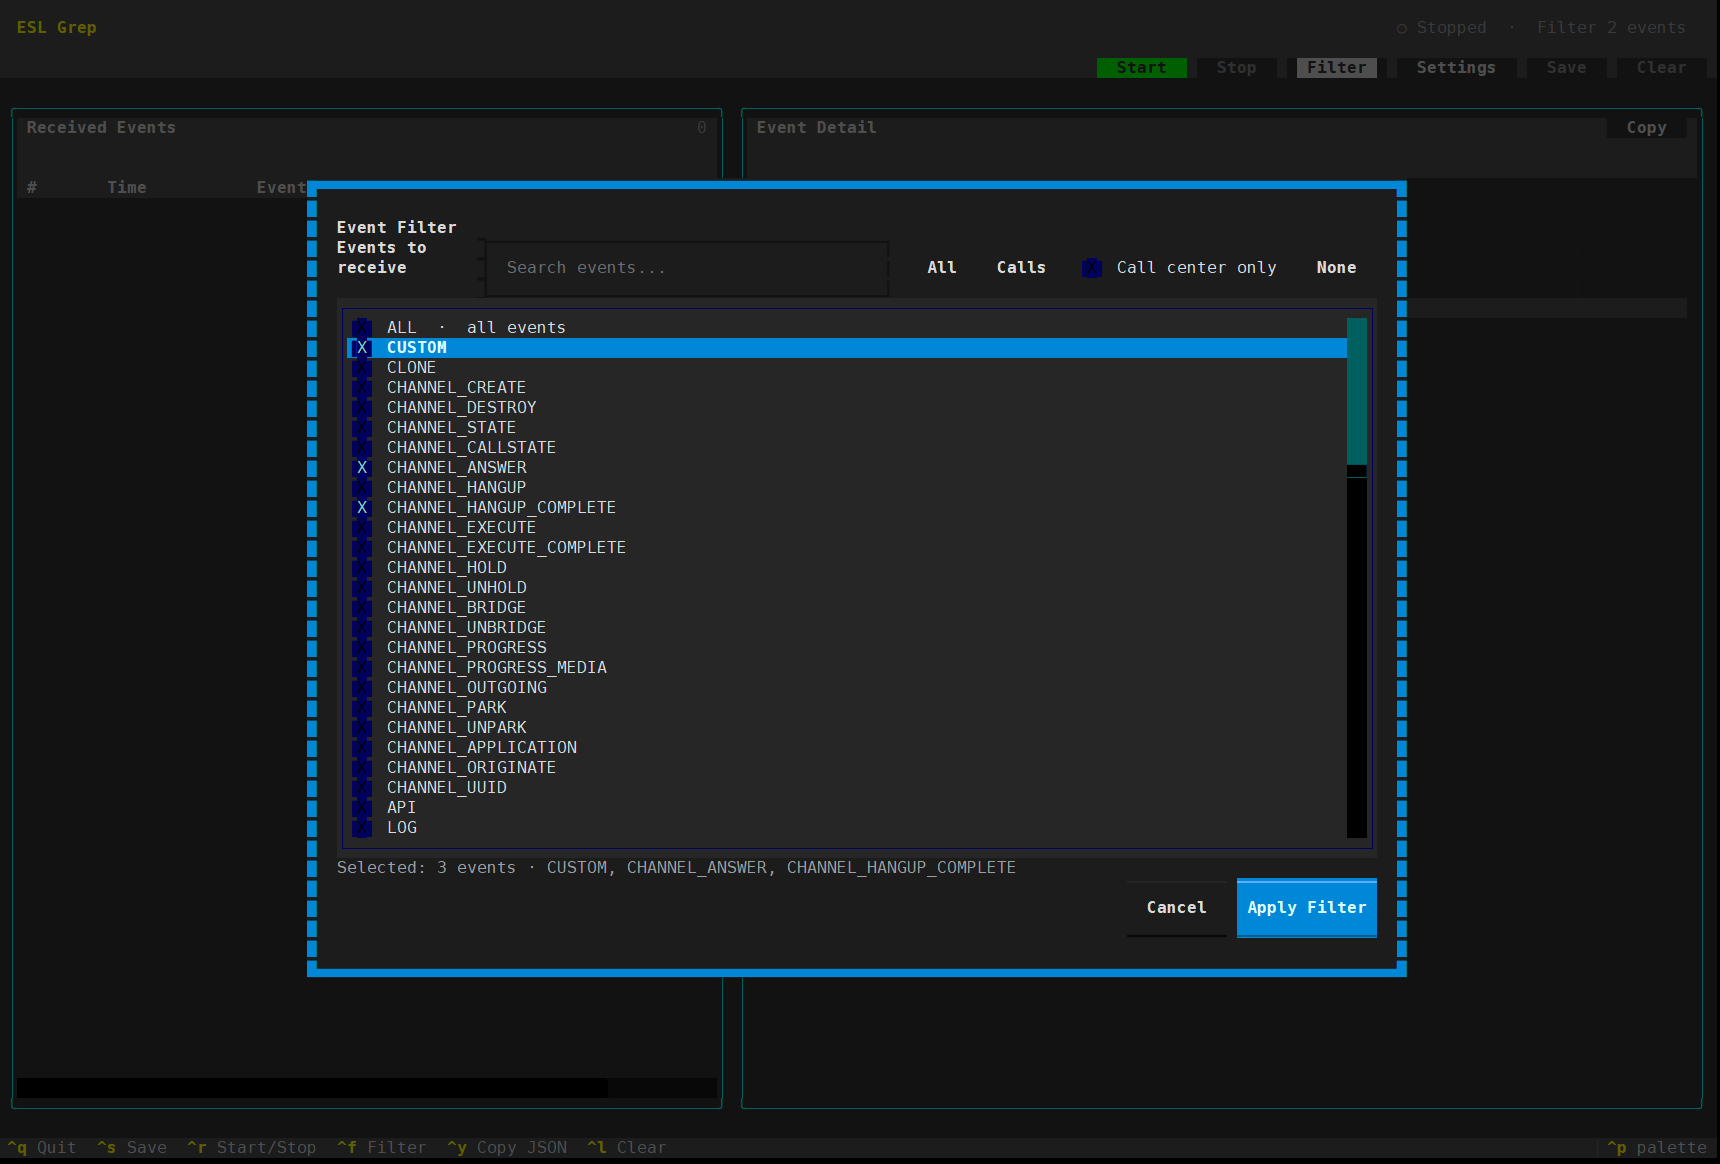 ESL Grep
○ Stopped · Filter 2 events
Start Stop Filter Settings Save Clear
Received Events 0
Event Detail Copy
# Time Event
Event Filter
Events to
receive
Search events...
All Calls X Call center only None
X ALL · all events
X CUSTOM
X CLONE
X CHANNEL_CREATE
X CHANNEL_DESTROY
X CHANNEL_STATE
X CHANNEL_CALLSTATE
X CHANNEL_ANSWER
X CHANNEL_HANGUP
X CHANNEL_HANGUP_COMPLETE
X CHANNEL_EXECUTE
X CHANNEL_EXECUTE_COMPLETE
X CHANNEL_HOLD
X CHANNEL_UNHOLD
X CHANNEL_BRIDGE
X CHANNEL_UNBRIDGE
X CHANNEL_PROGRESS
X CHANNEL_PROGRESS_MEDIA
X CHANNEL_OUTGOING
X CHANNEL_PARK
X CHANNEL_UNPARK
X CHANNEL_APPLICATION
X CHANNEL_ORIGINATE
X CHANNEL_UUID
X API
X LOG
Selected: 3 events · CUSTOM, CHANNEL_ANSWER, CHANNEL_HANGUP_COMPLETE
Cancel Apply Filter
^q Quit ^s Save ^r Start/Stop ^f Filter ^y Copy JSON ^l Clear ^p palette